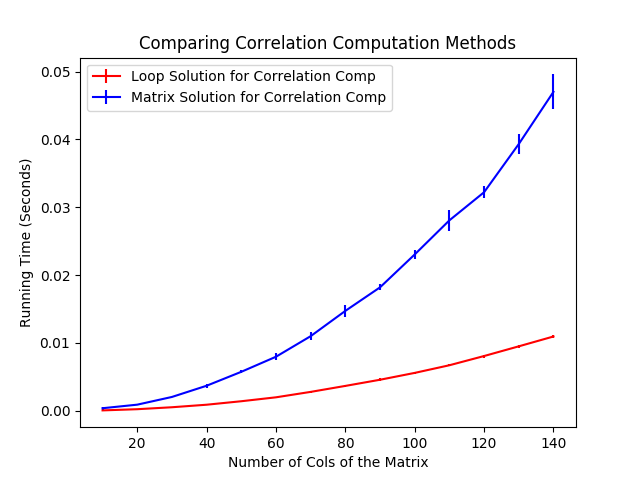 Comparing Correlation Computation Methods
Loop Solution for Correlation Comp
Matrix Solution for Correlation Comp
Running Time (Seconds)
0.05
0.04
0.03
0.02
0.01
0.00
20 40 60 80 100 120 140
Number of Cols of the Matrix